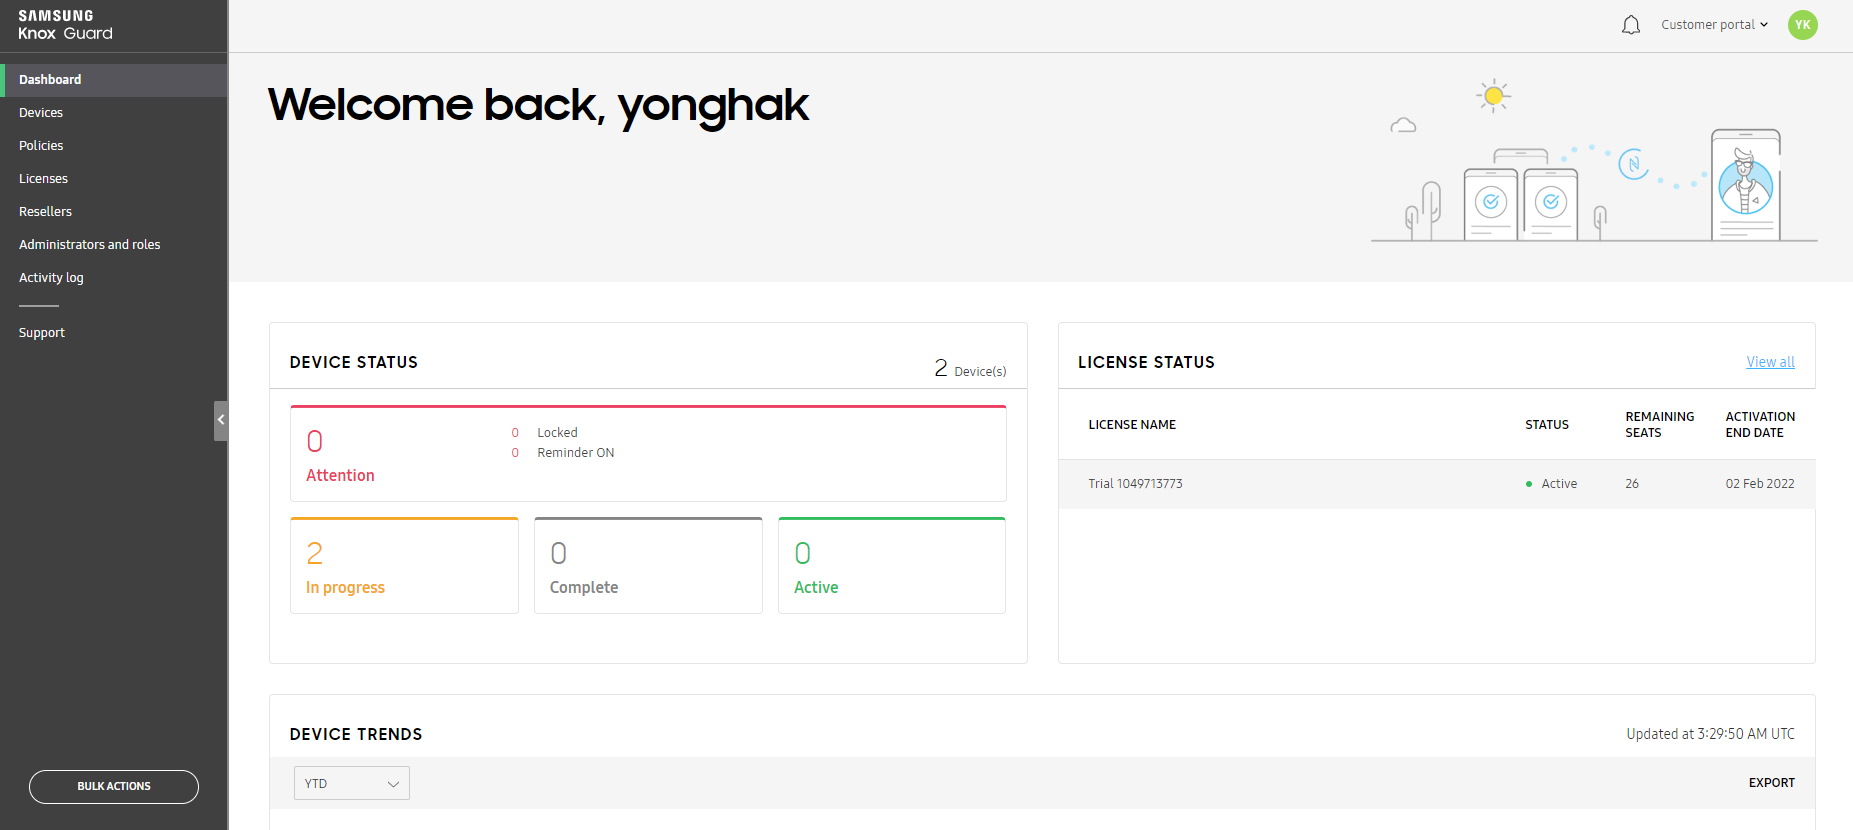 SAMSUNG
Knox Guard
Customer portal
YK
Dashboard
Devices
Policies
Licenses
Resellers
Administrators and roles
Activity log
Support
BULK ACTIONS
Welcome back, yonghak
DEVICE STATUS
2 Device(s)
0
Attention
0 Locked
0 Reminder ON
2
In progress
0
Complete
0
Active
LICENSE STATUS
View all
LICENSE NAME
STATUS
REMAINING
SEATS
ACTIVATION
END DATE
Trial 1049713773
Active
26
02 Feb 2022
DEVICE TRENDS
Updated at 3:29:50 AM UTC
YTD
EXPORT